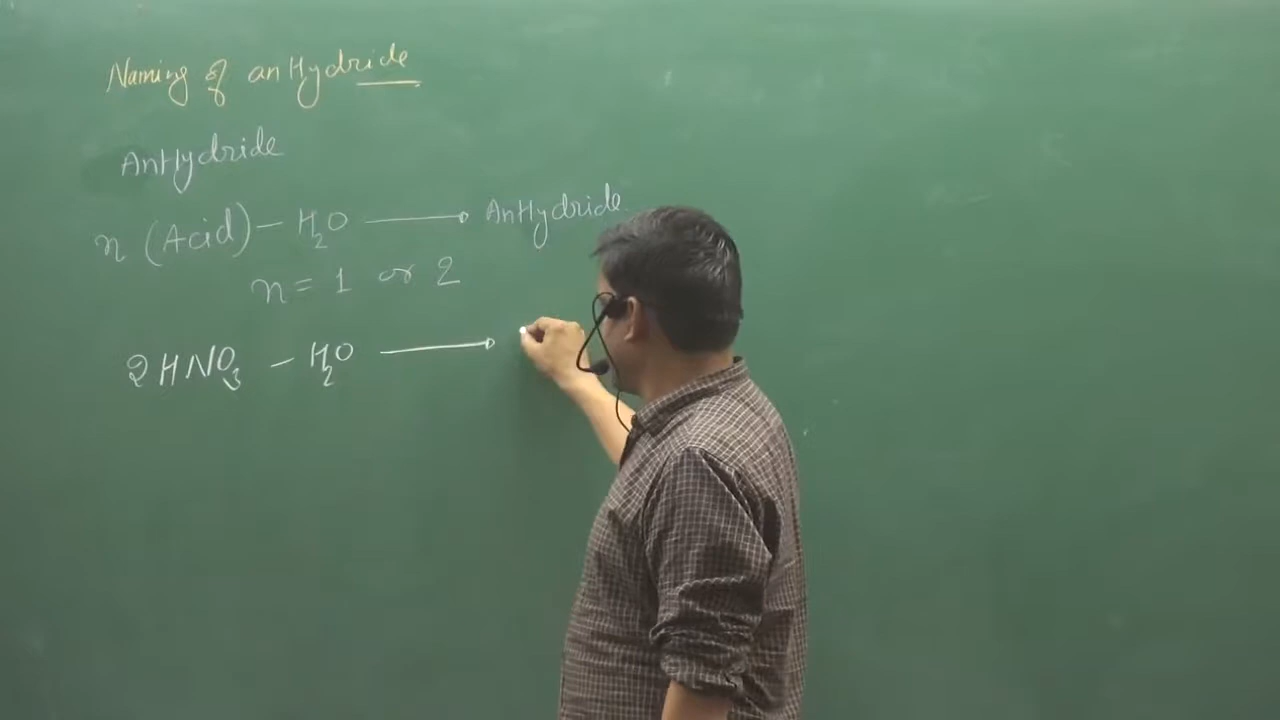 Naming of anHydride
AnHydride
n (Acid) – H₂O ⟶ AnHydride
n = 1 or 2
2HNO₃ – H₂O ⟶